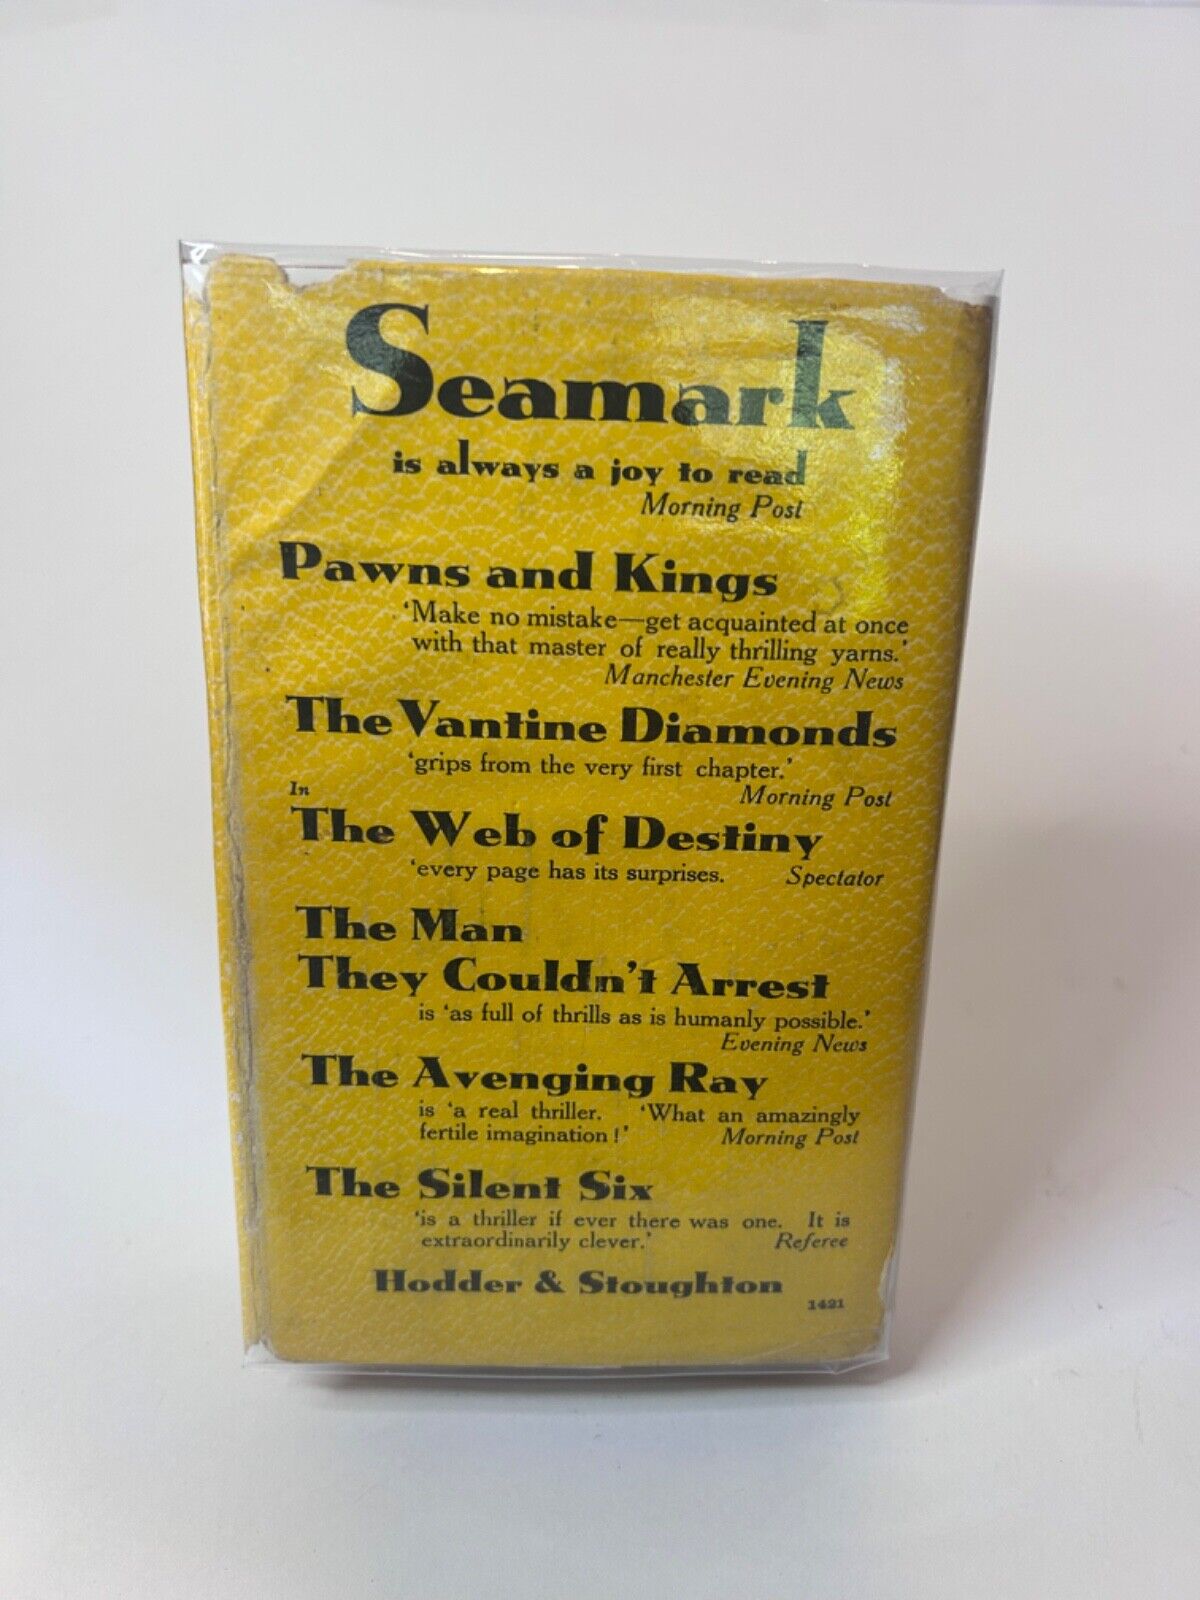 Seamark
is always a joy to read
Morning Post
Pawns and Kings
'Make no mistake—get acquainted at once
with that master of really thrilling yarns.'
Manchester Evening News
The Vantine Diamonds
'grips from the very first chapter.'
Morning Post
In
The Web of Destiny
'every page has its surprises. Spectator
The Man
They Couldn't Arrest
is 'as full of thrills as is humanly possible.'
Evening News
The Avenging Ray
is 'a real thriller. 'What an amazingly
fertile imagination!' Morning Post
The Silent Six
'is a thriller if ever there was one. It is
extraordinarily clever.' Referee
Hodder & Stoughton
1421